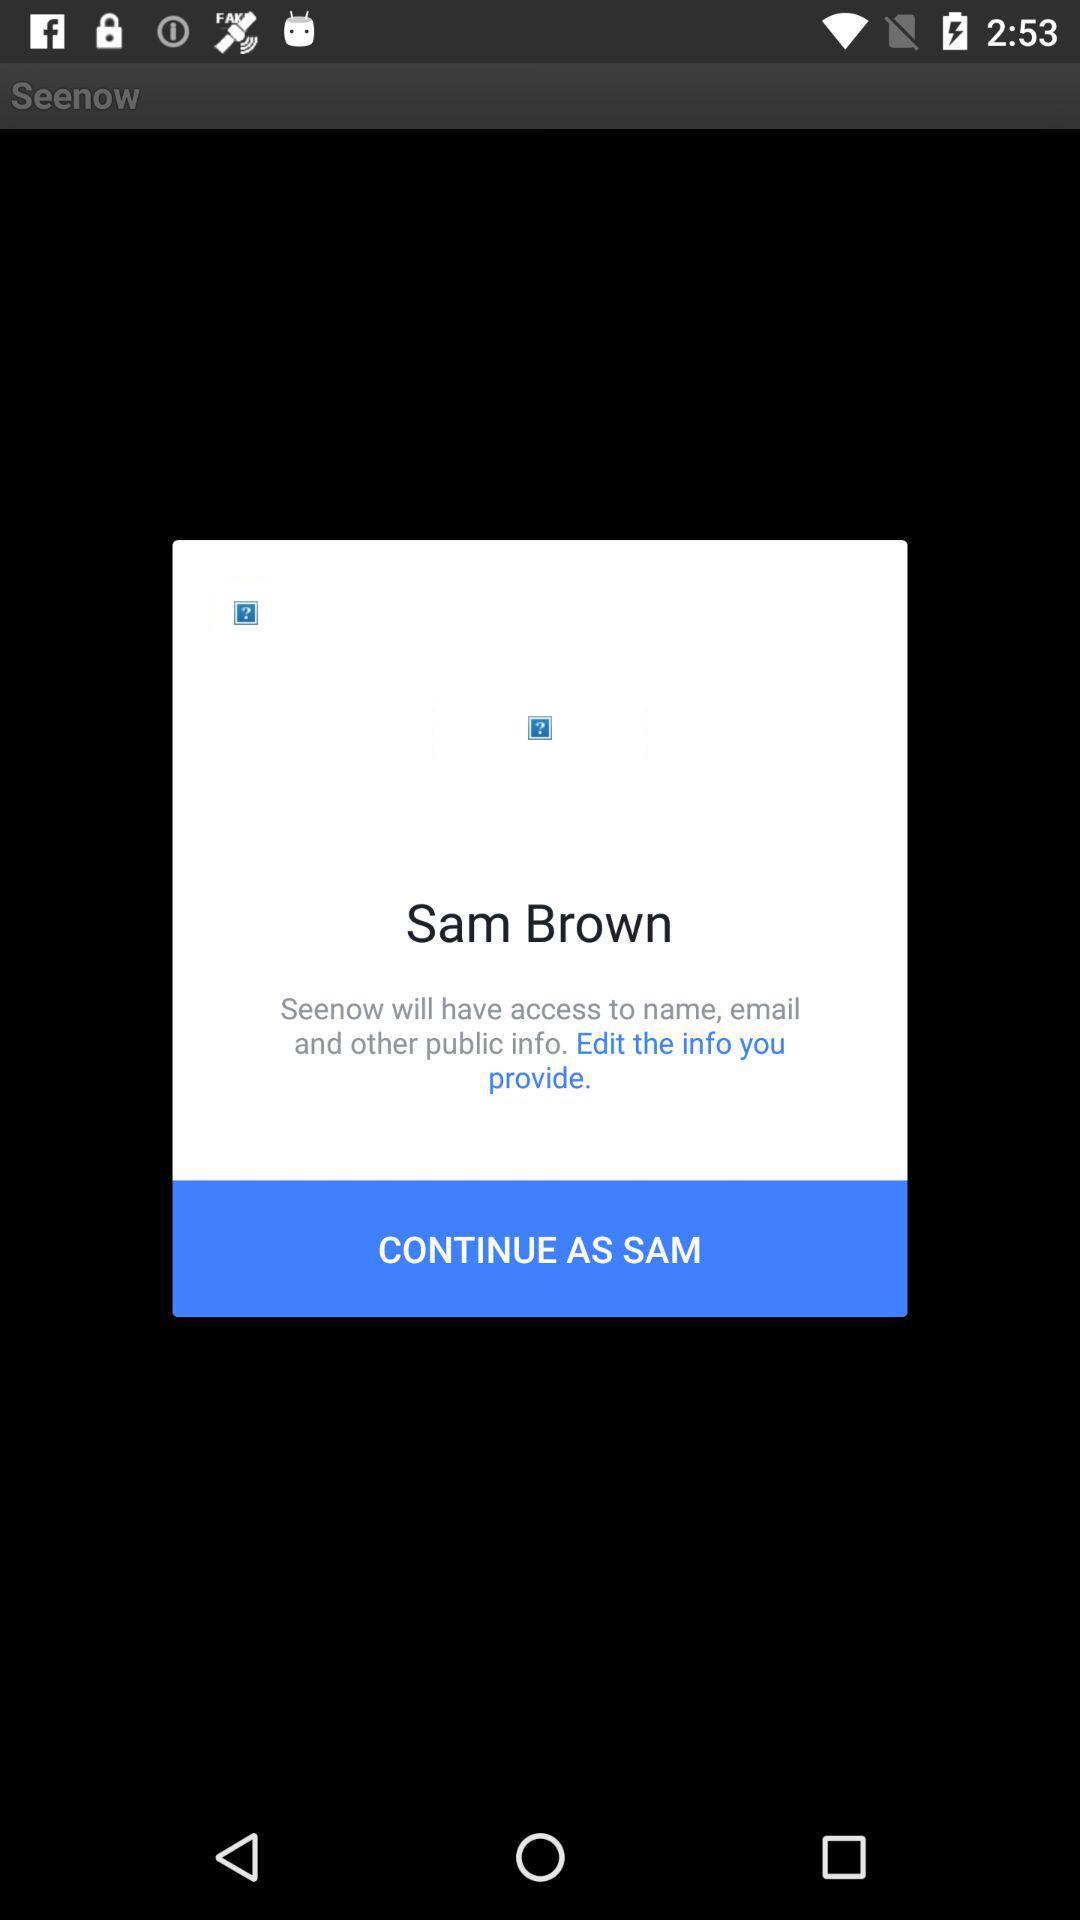 FAKE
2:53
Seenow
Sam Brown
Seenow will have access to name, email
and other public info. Edit the info you
provide.
CONTINUE AS SAM